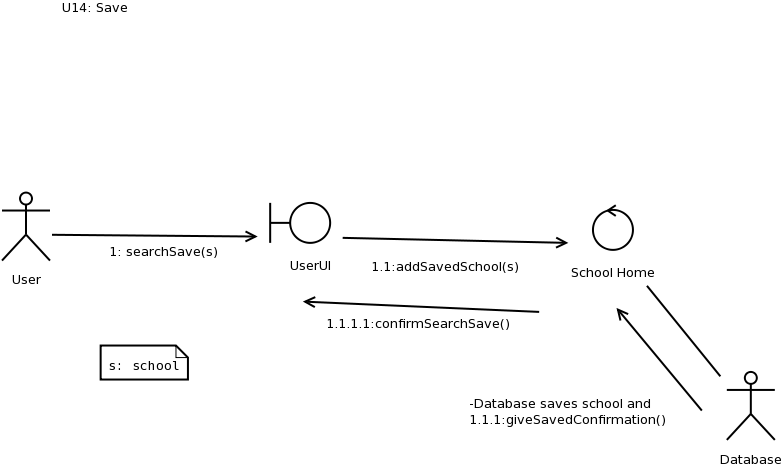 U14: Save
1: searchSave(s)
User
UserUI
1.1:addSavedSchool(s)
School Home
1.1.1.1:confirmSearchSave()
s: school
-Database saves school and
1.1.1:giveSavedConfirmation()
Database